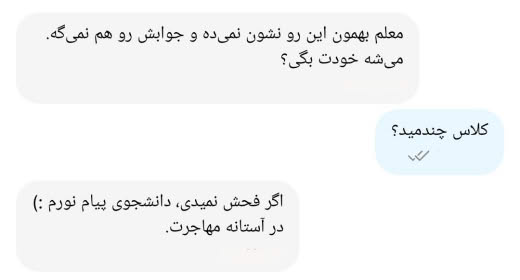 معلم بهمون این رو نشون نمی‌ده و جوابش رو هم نمی‌گه.
می‌شه خودت بگی؟
کلاس چندمید؟
اگر فحش نمیدی، دانشجوی پیام نورم :)
در آستانه مهاجرت.